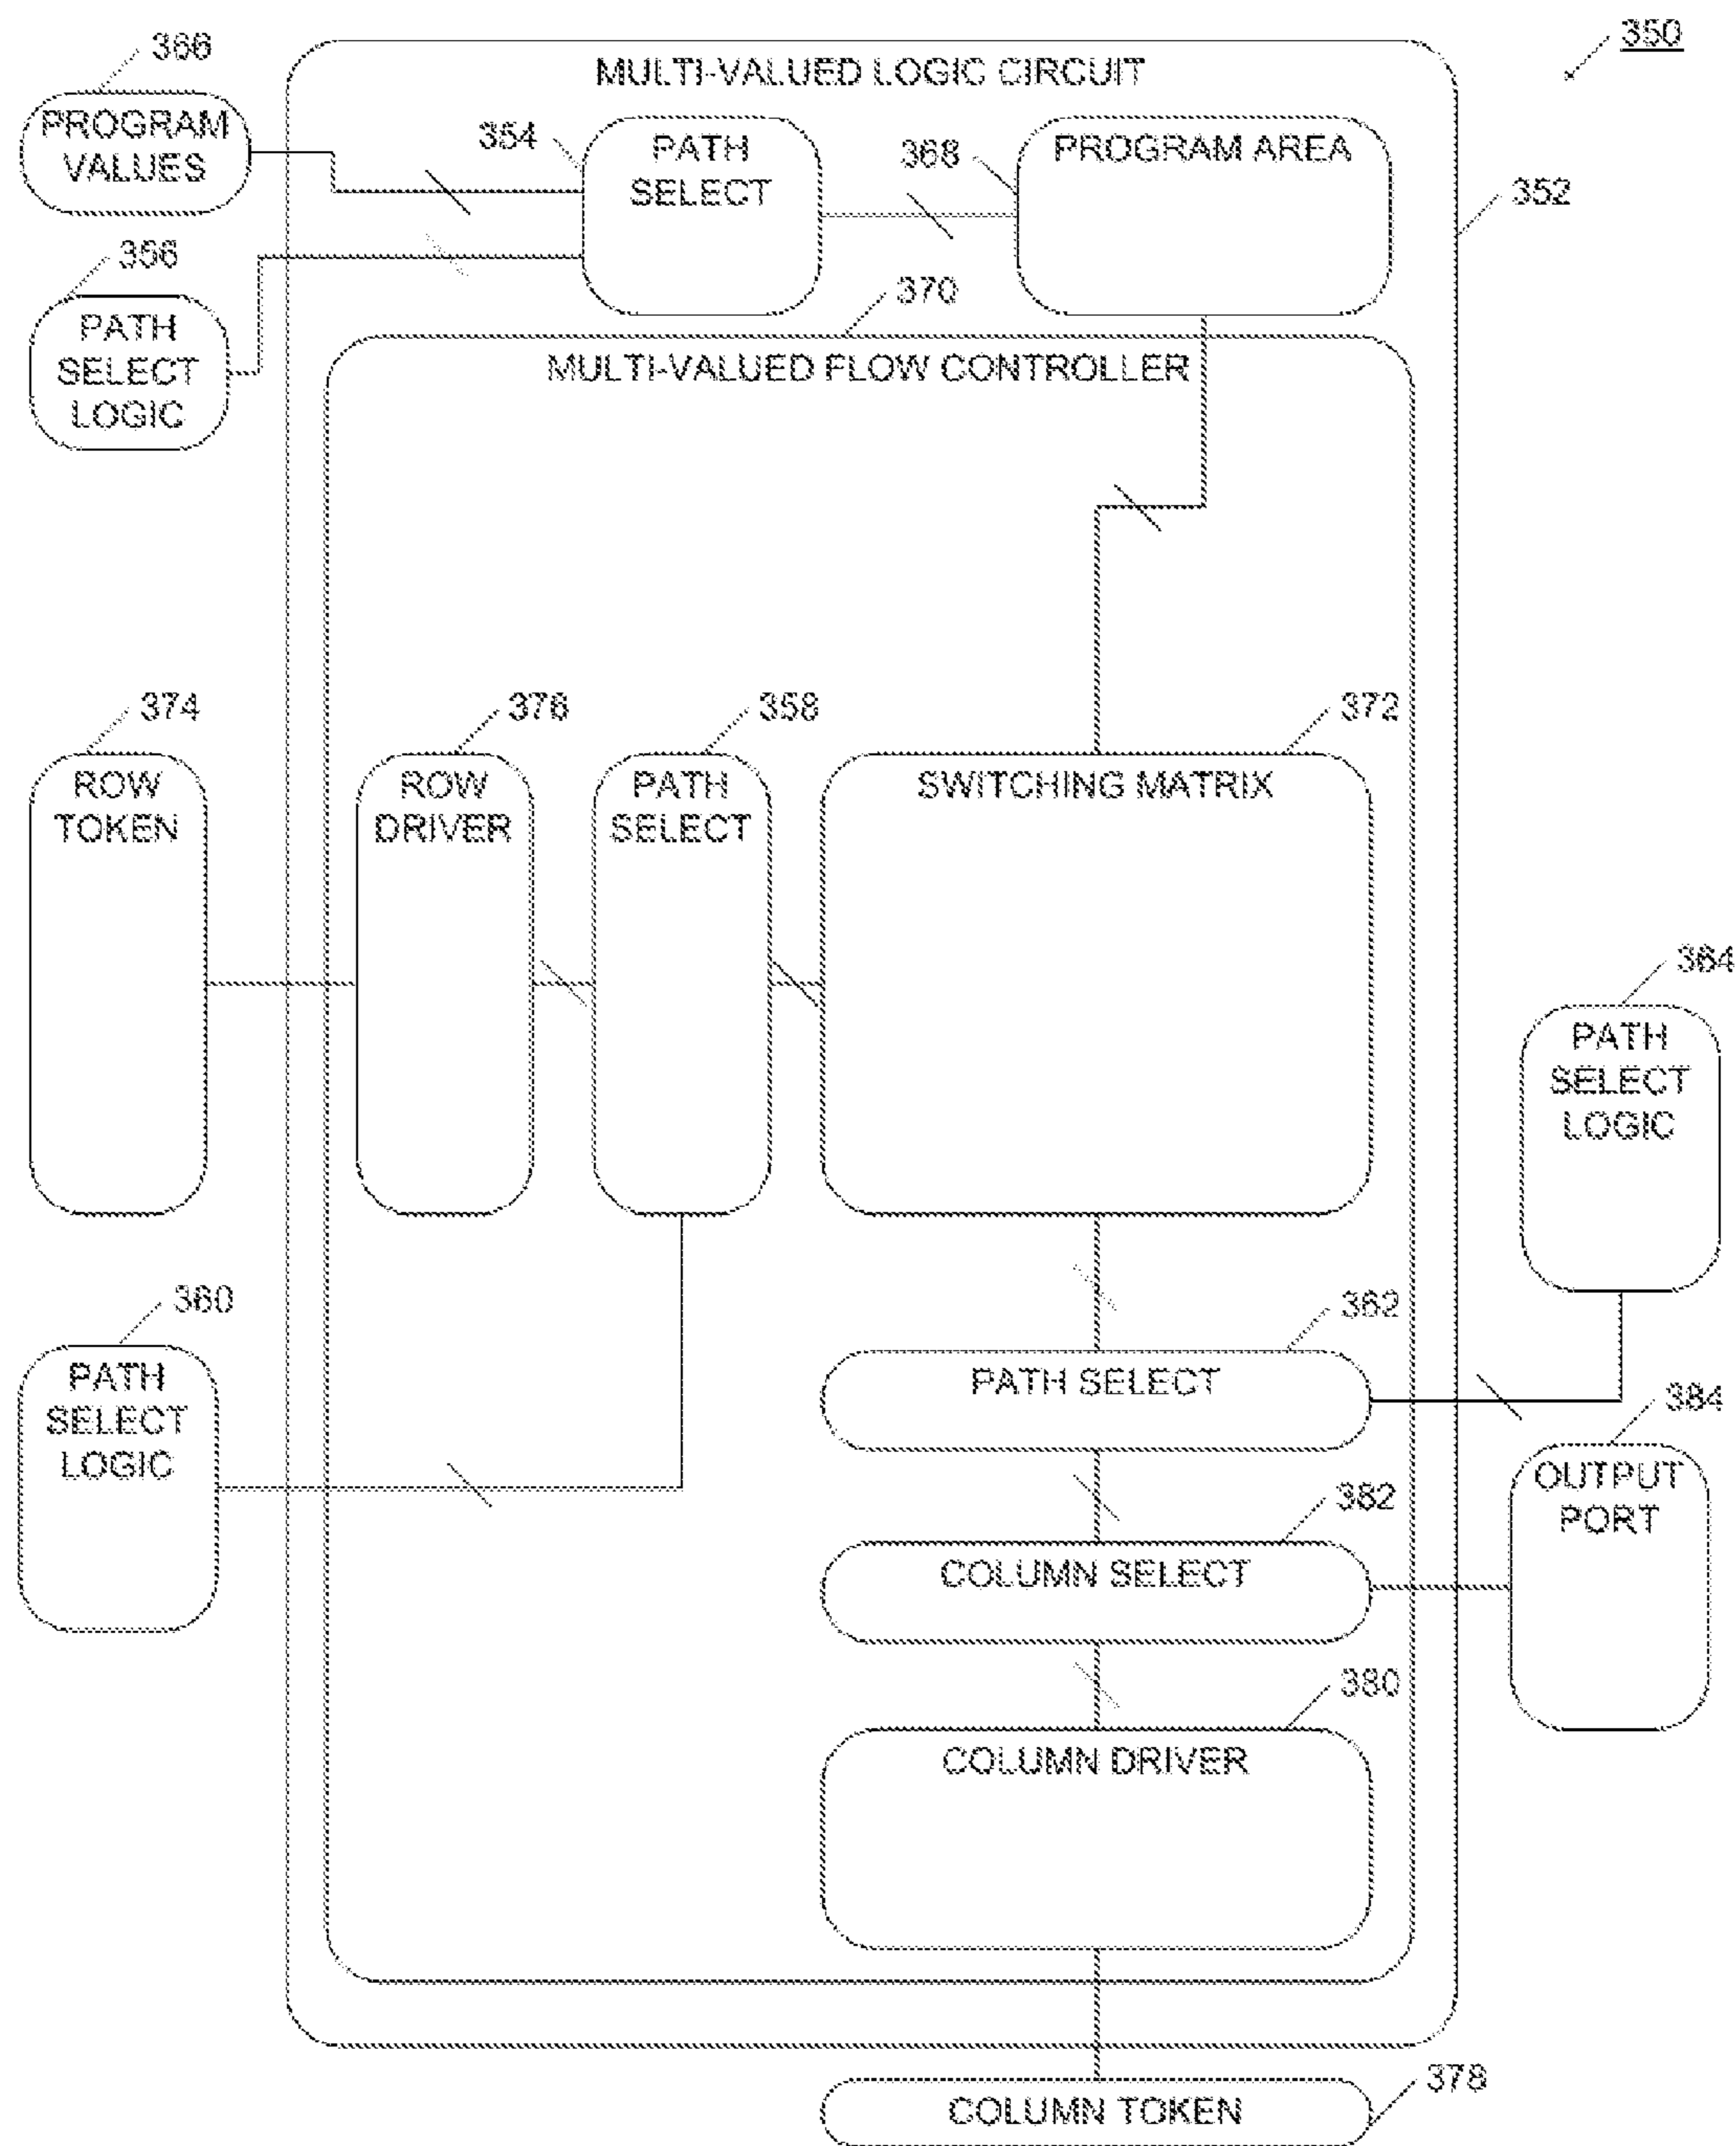 350
366
PROGRAM
VALUES
MULTI-VALUED LOGIC CIRCUIT
354
PATH
SELECT
368
PROGRAM AREA
352
356
PATH
SELECT
LOGIC
370
MULTI-VALUED FLOW CONTROLLER
374
ROW
TOKEN
376
ROW
DRIVER
358
PATH
SELECT
372
SWITCHING MATRIX
364
PATH
SELECT
LOGIC
360
PATH
SELECT
LOGIC
362
PATH SELECT
384
OUTPUT
PORT
382
COLUMN SELECT
380
COLUMN DRIVER
378
COLUMN TOKEN